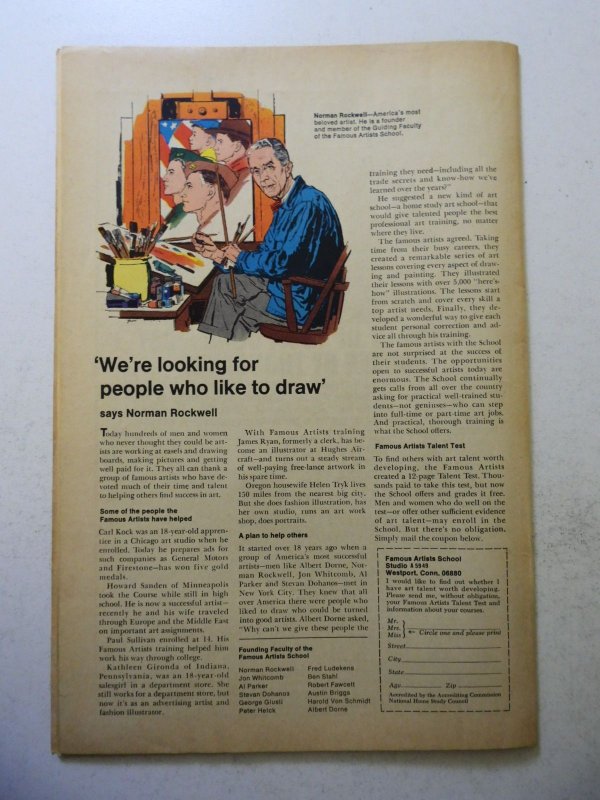 Norman Rockwell—America's most
beloved artist. He is a founder
and member of the Guiding Faculty
of the Famous Artists School.
'We're looking for
people who like to draw'
says Norman Rockwell
Today hundreds of men and women
who never thought they could be art-
ists are working at easels and drawing
boards, making pictures and getting
well paid for it. They all can thank a
group of famous artists who have de-
voted much of their time and talent
to helping others find success in art.
Some of the people the
Famous Artists have helped
Carl Kock was an 18-year-old appren-
tice in a Chicago art studio when he
enrolled. Today he prepares ads for
such companies as General Motors
and Firestone—has won five gold
medals.
Howard Sanden of Minneapolis
took the Course while still in high
school. He is now a successful artist—
recently he and his wife traveled
through Europe and the Middle East
on important art assignments.
Paul Sullivan enrolled at 14. His
Famous Artists training helped him
work his way through college.
Kathleen Gironda of Indiana,
Pennsylvania, was an 18-year-old
salesgirl in a department store. She
still works for a department store, but
now it's as an advertising artist and
fashion illustrator.
With Famous Artists training
James Ryan, formerly a clerk, has be-
come an illustrator at Hughes Air-
craft—and turns out a steady stream
of well-paying free-lance artwork in
his spare time.
Oregon housewife Helen Tryk lives
150 miles from the nearest big city.
But she does fashion illustration, has
her own studio, runs an art work
shop, does portraits.
A plan to help others
It started over 18 years ago when a
group of America's most successful
artists—men like Albert Dorne, Nor-
man Rockwell, Jon Whitcomb, Al
Parker and Stevan Dohanos—met in
New York City. They knew that all
over America there were people who
liked to draw who could be turned
into good artists. Albert Dorne asked,
"Why can't we give these people the
Founding Faculty of the
Famous Artists School
Norman Rockwell
Jon Whitcomb
Al Parker
Stevan Dohanos
George Giusti
Peter Helck
Fred Ludekens
Ben Stahl
Robert Fawcett
Austin Briggs
Harold Von Schmidt
Albert Dorne
training they need—including all the
trade secrets and know-how we've
learned over the years?"
He suggested a new kind of art
school—a home study art school—that
would give talented people the best
professional art training, no matter
where they live.
The famous artists agreed. Taking
time from their busy careers, they
created a remarkable series of art
lessons covering every aspect of draw-
ing and painting. They illustrated
their lessons with over 5,000 "here's-
how" illustrations. The lessons start
from scratch and cover every skill a
top artist needs. Finally, they de-
veloped a wonderful way to give each
student personal correction and ad-
vice all through his training.
The famous artists with the School
are not surprised at the success of
their students. The opportunities
open to successful artists today are
enormous. The School continually
gets calls from all over the country
asking for practical well-trained stu-
dents—not geniuses—who can step
into full-time or part-time art jobs.
And practical, thorough training is
what the School offers.
Famous Artists Talent Test
To find others with art talent worth
developing, the Famous Artists
created a 12-page Talent Test. Thou-
sands paid to take this test, but now
the School offers and grades it free.
Men and women who do well on the
test—or offer other sufficient evidence
of art talent—may enroll in the
School. But there's no obligation.
Simply mail the coupon below.
Famous Artists School
Studio A 5949
Westport, Conn. 06880
I would like to find out whether I
have art talent worth developing.
Please send me, without obligation,
your Famous Artists Talent Test and
information about your courses.
Mr.
Mrs.
Miss
Circle one and please print
Street
City
State
Age Zip
Accredited by the Accrediting Commission
National Home Study Council